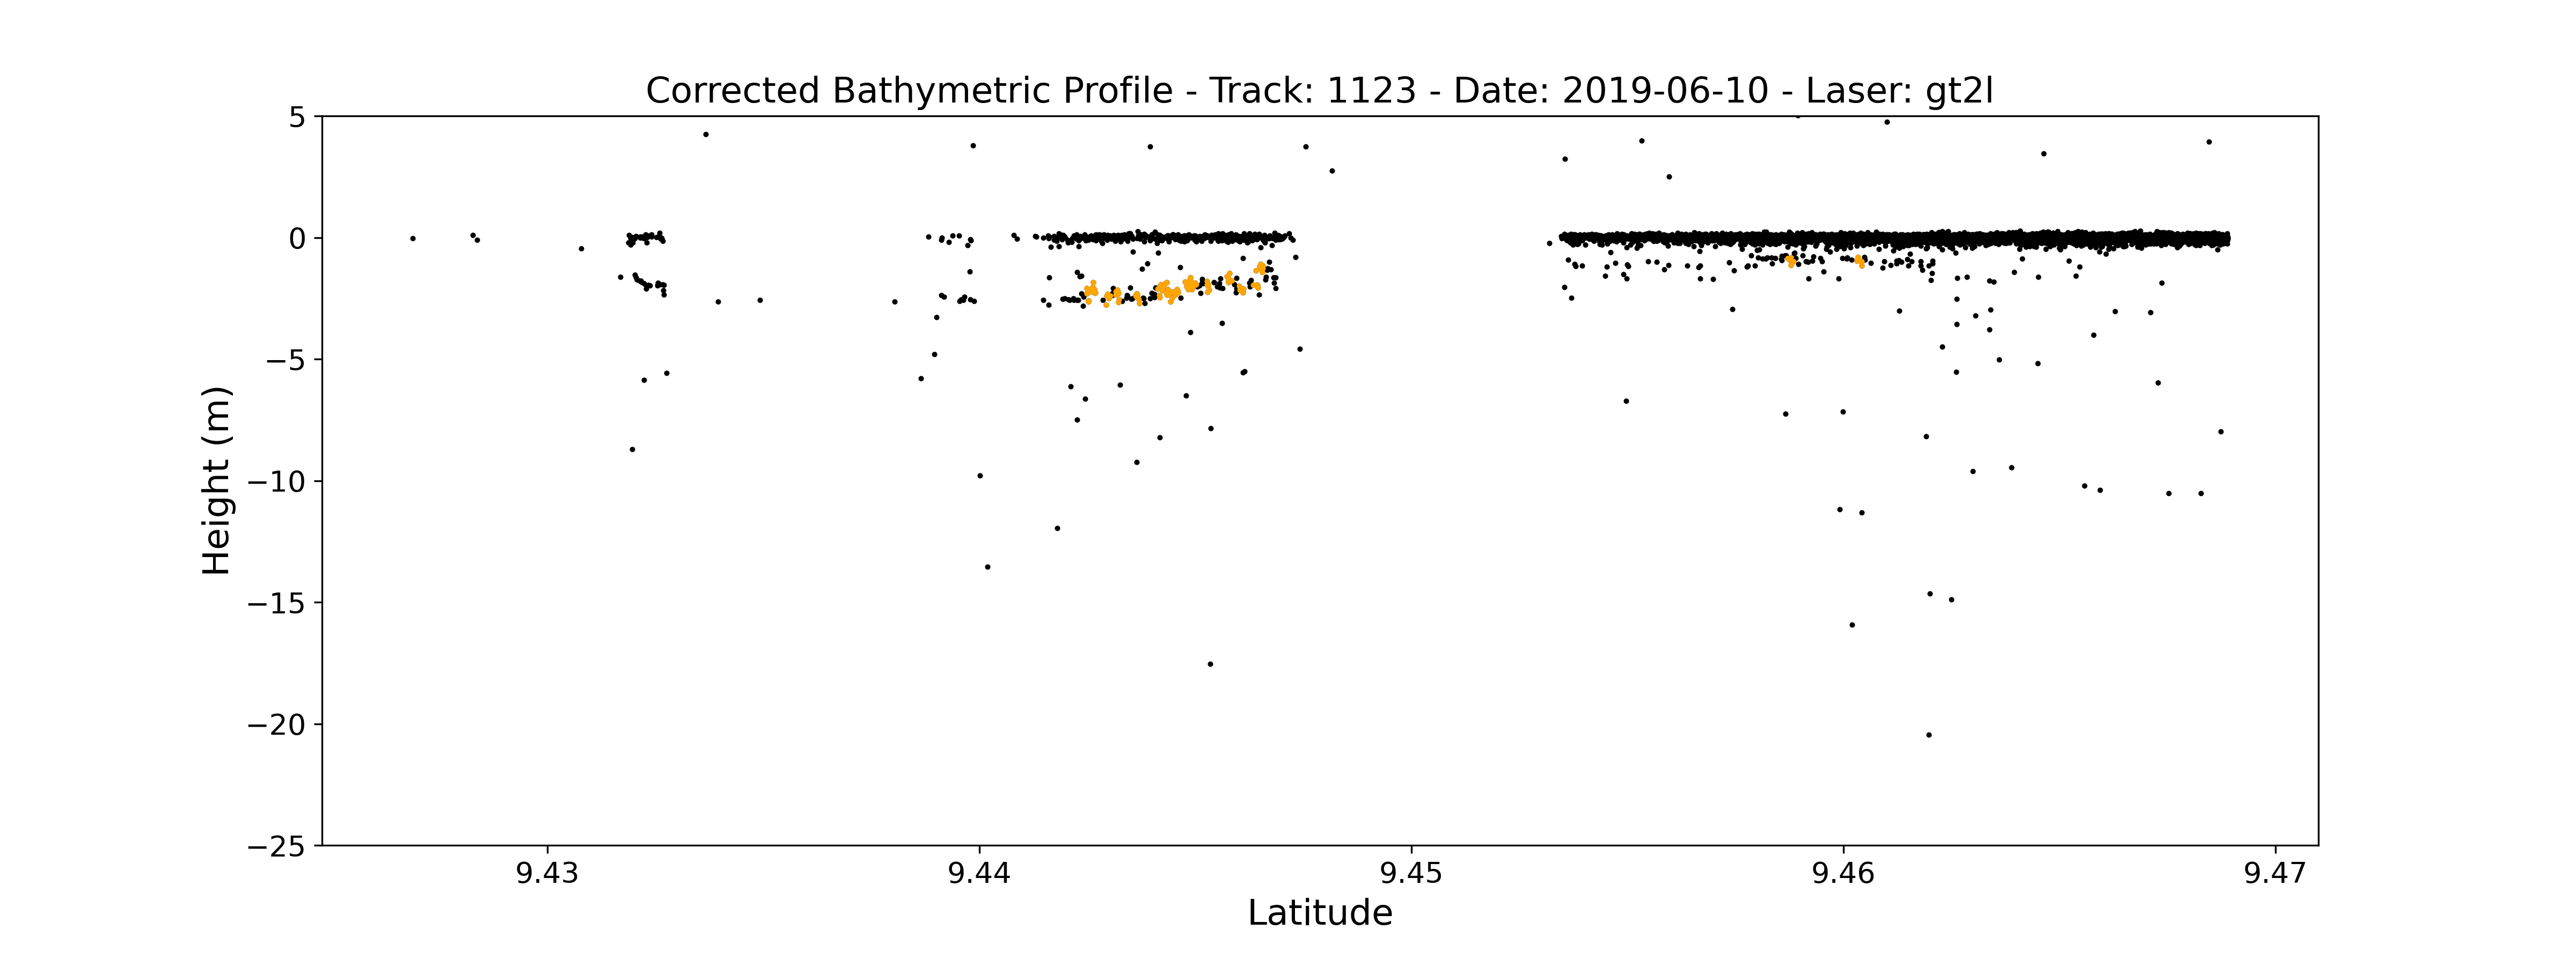 Corrected Bathymetric Profile - Track: 1123 - Date: 2019-06-10 - Laser: gt2l
5
0
−5
−10
−15
−20
−25
Height (m)
9.43 9.44 9.45 9.46 9.47
Latitude